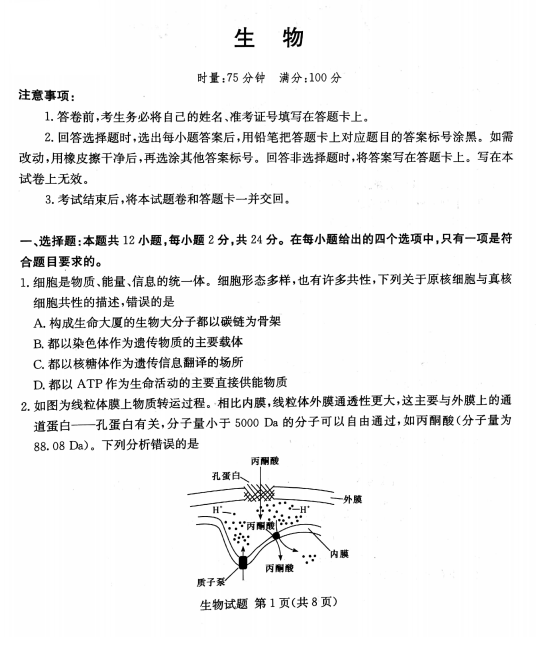 生 物
时量:75 分钟 满分:100 分
注意事项:
1. 答卷前,考生务必将自己的姓名、准考证号填写在答题卡上。
2. 回答选择题时,选出每小题答案后,用铅笔把答题卡上对应题目的答案标号涂黑。如需
改动,用橡皮擦干净后,再选涂其他答案标号。回答非选择题时,将答案写在答题卡上。写在本
试卷上无效。
3. 考试结束后,将本试题卷和答题卡一并交回。
一、选择题:本题共 12 小题,每小题 2 分,共 24 分。在每小题给出的四个选项中,只有一项是符
合题目要求的。
1. 细胞是物质、能量、信息的统一体。细胞形态多样,也有许多共性,下列关于原核细胞与真核
细胞共性的描述,错误的是
A. 构成生命大厦的生物大分子都以碳链为骨架
B. 都以染色体作为遗传物质的主要载体
C. 都以核糖体作为遗传信息翻译的场所
D. 都以 ATP 作为生命活动的主要直接供能物质
2. 如图为线粒体膜上物质转运过程。相比内膜,线粒体外膜通透性更大,这主要与外膜上的通
道蛋白——孔蛋白有关,分子量小于 5000 Da 的分子可以自由通过,如丙酮酸(分子量为
88.08 Da)。下列分析错误的是
丙酮酸
孔蛋白
外膜
H⁺
H⁺
丙酮酸
内膜
丙酮酸
质子泵
生物试题 第 1 页(共 8 页)